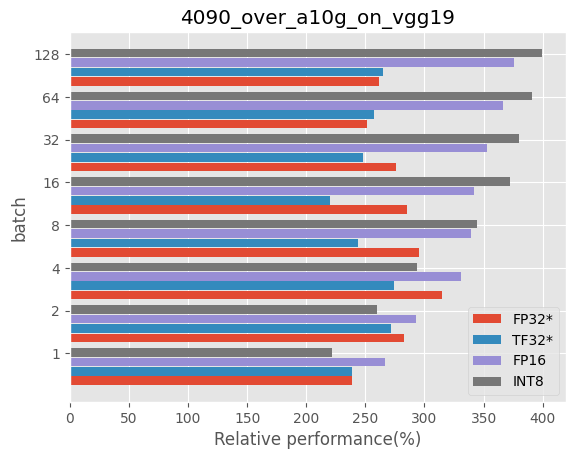 4090_over_a10g_on_vgg19
batch
128
64
32
16
8
4
2
1
FP32*
TF32*
FP16
INT8
0 50 100 150 200 250 300 350 400
Relative performance(%)